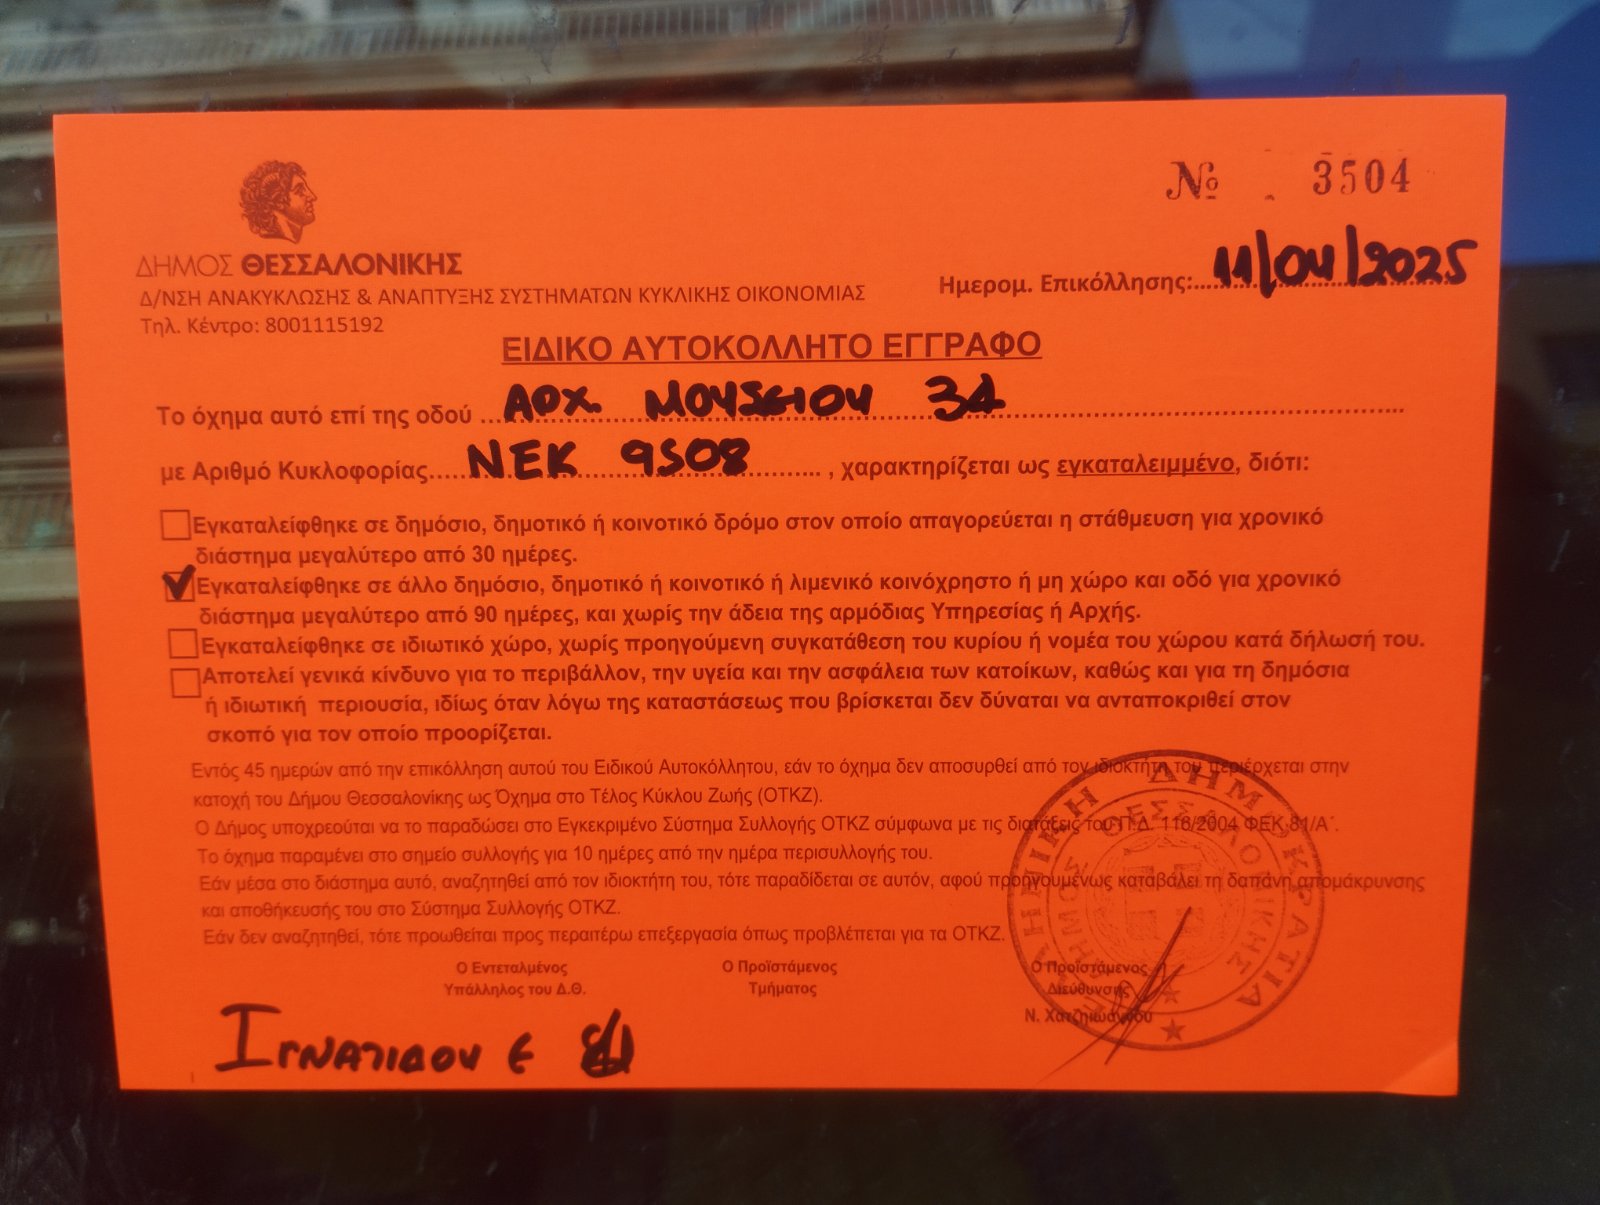 № 3504
ΔΗΜΟΣ ΘΕΣΣΑΛΟΝΙΚΗΣ
Δ/ΝΣΗ ΑΝΑΚΥΚΛΩΣΗΣ & ΑΝΑΠΤΥΞΗΣ ΣΥΣΤΗΜΑΤΩΝ ΚΥΚΛΙΚΗΣ ΟΙΚΟΝΟΜΙΑΣ
Τηλ. Κέντρο: 8001115192
Ημερομ. Επικόλλησης: 11/04/2025
ΕΙΔΙΚΟ ΑΥΤΟΚΟΛΛΗΤΟ ΕΓΓΡΑΦΟ
Το όχημα αυτό επί της οδού ΑΡΧ. ΜΟΥΣΕΙΟΥ 34
με Αριθμό Κυκλοφορίας ΝΕΚ 9508, χαρακτηρίζεται ως εγκαταλειμμένο, διότι:
Εγκαταλείφθηκε σε δημόσιο, δημοτικό ή κοινοτικό δρόμο στον οποίο απαγορεύεται η στάθμευση για χρονικό
διάστημα μεγαλύτερο από 30 ημέρες.
Εγκαταλείφθηκε σε άλλο δημόσιο, δημοτικό ή κοινοτικό ή λιμενικό κοινόχρηστο ή μη χώρο και οδό για χρονικό
διάστημα μεγαλύτερο από 90 ημέρες, και χωρίς την άδεια της αρμόδιας Υπηρεσίας ή Αρχής.
Εγκαταλείφθηκε σε ιδιωτικό χώρο, χωρίς προηγούμενη συγκατάθεση του κυρίου ή νομέα του χώρου κατά δήλωσή του.
Αποτελεί γενικά κίνδυνο για το περιβάλλον, την υγεία και την ασφάλεια των κατοίκων, καθώς και για τη δημόσια
ή ιδιωτική περιουσία, ιδίως όταν λόγω της καταστάσεως που βρίσκεται δεν δύναται να ανταποκριθεί στον
σκοπό για τον οποίο προορίζεται.
Εντός 45 ημερών από την επικόλληση αυτού του Ειδικού Αυτοκόλλητου, εάν το όχημα δεν αποσυρθεί από τον ιδιοκτήτη του περιέρχεται στην
κατοχή του Δήμου Θεσσαλονίκης ως Όχημα στο Τέλος Κύκλου Ζωής (ΟΤΚΖ).
Ο Δήμος υποχρεούται να το παραδώσει στο Εγκεκριμένο Σύστημα Συλλογής ΟΤΚΖ σύμφωνα με τις διατάξεις του Π.Δ. 116/2004 ΦΕΚ 81/Α΄.
Το όχημα παραμένει στο σημείο συλλογής για 10 ημέρες από την ημέρα περισυλλογής του.
Εάν μέσα στο διάστημα αυτό, αναζητηθεί από τον ιδιοκτήτη του, τότε παραδίδεται σε αυτόν, αφού προηγουμένως καταβάλει τη δαπάνη απομάκρυνσης
και αποθήκευσής του στο Σύστημα Συλλογής ΟΤΚΖ.
Εάν δεν αναζητηθεί, τότε προωθείται προς περαιτέρω επεξεργασία όπως προβλέπεται για τα ΟΤΚΖ.
Ο Εντεταλμένος
Υπάλληλος του Δ.Θ.
Ο Προϊστάμενος
Τμήματος
Ο Προϊστάμενος
Διεύθυνσης
Ν. Χατζηιωαννίδου
ΙΓΝΑΤΙΔΟΥ Ε
ΕΛΛΗΝΙΚΗ ΔΗΜΟΚΡΑΤΙΑ
ΔΗΜΟΣ ΘΕΣΣΑΛΟΝΙΚΗΣ